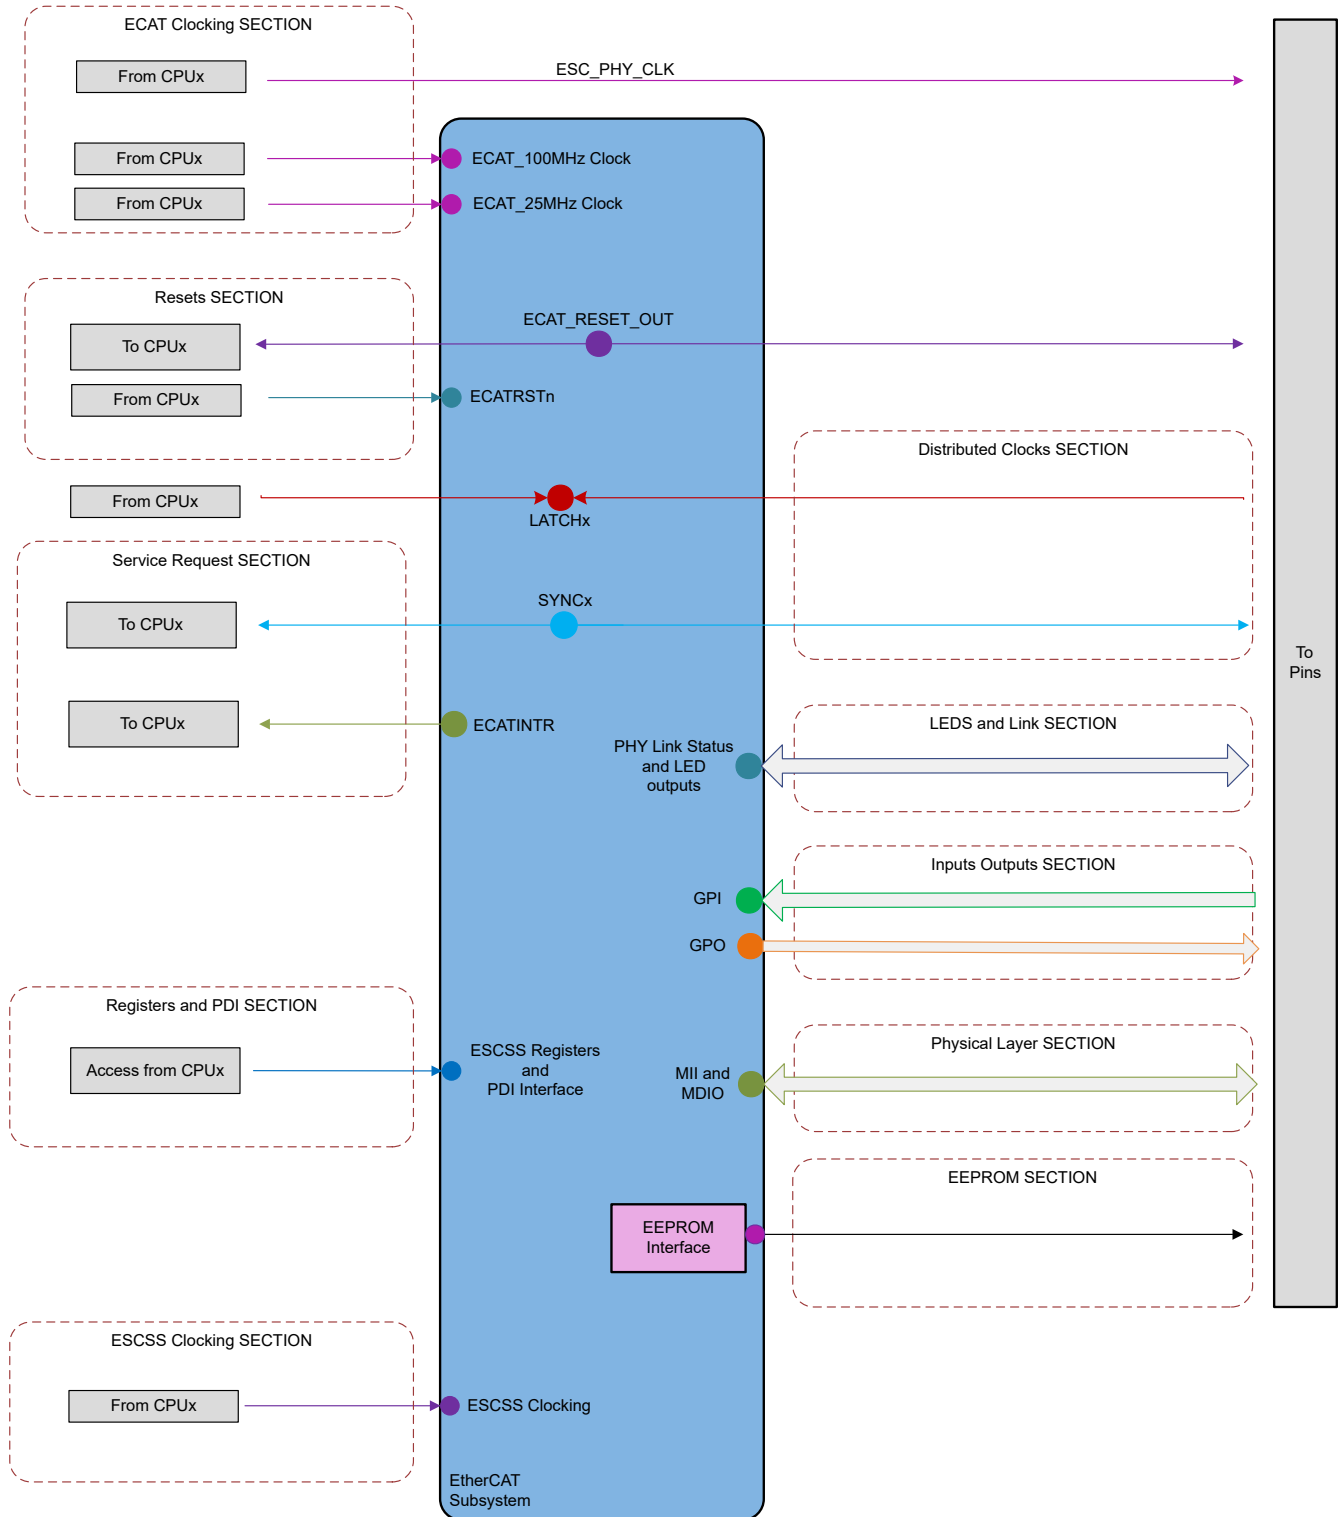 ECAT Clocking SECTION
From CPUx
ESC_PHY_CLK
From CPUx
ECAT_100MHz Clock
From CPUx
ECAT_25MHz Clock
Resets SECTION
ECAT_RESET_OUT
To CPUx
From CPUx
ECATRSTn
Distributed Clocks SECTION
From CPUx
LATCHx
Service Request SECTION
SYNCx
To CPUx
To
Pins
To CPUx
ECATINTR
LEDS and Link SECTION
PHY Link Status
and LED
outputs
Inputs Outputs SECTION
GPI
GPO
Registers and PDI SECTION
Access from CPUx
ESCSS Registers
and
PDI Interface
Physical Layer SECTION
MII and
MDIO
EEPROM SECTION
EEPROM
Interface
ESCSS Clocking SECTION
From CPUx
ESCSS Clocking
EtherCAT
Subsystem